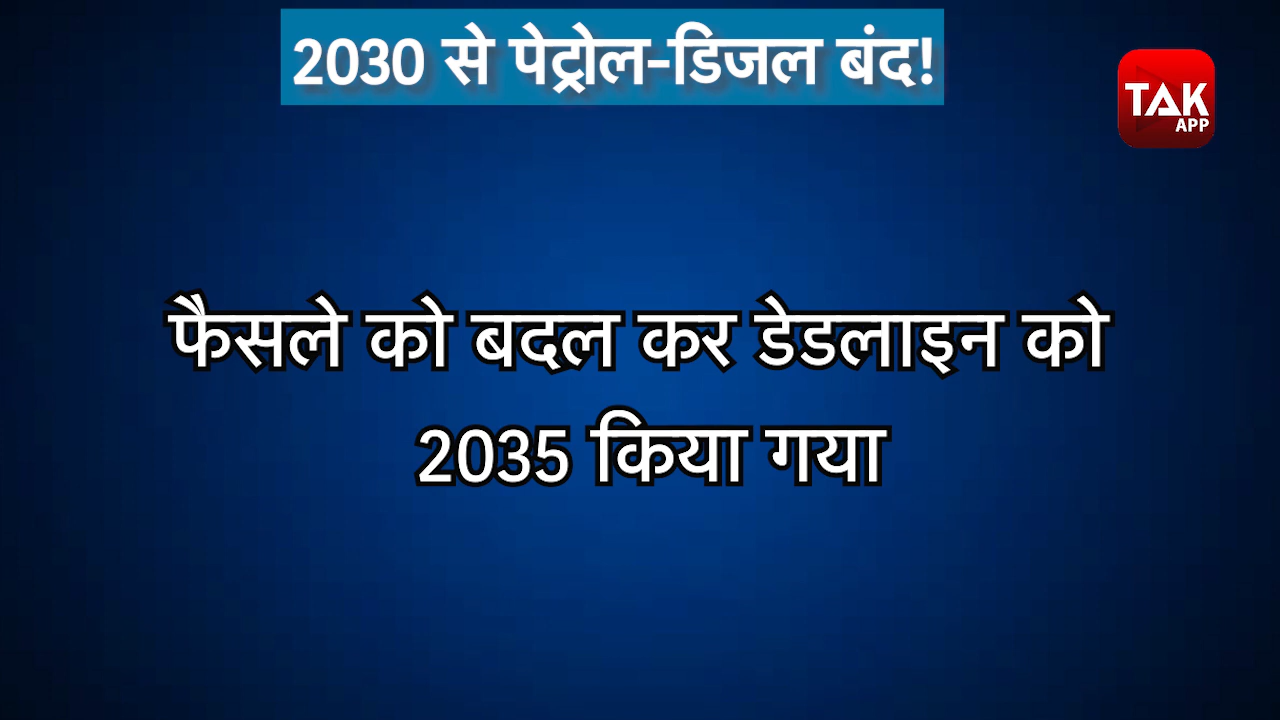 2030 से पेट्रोल-डिजल बंद!
TAK
APP
फैसले को बदल कर डेडलाइन को
2035 किया गया